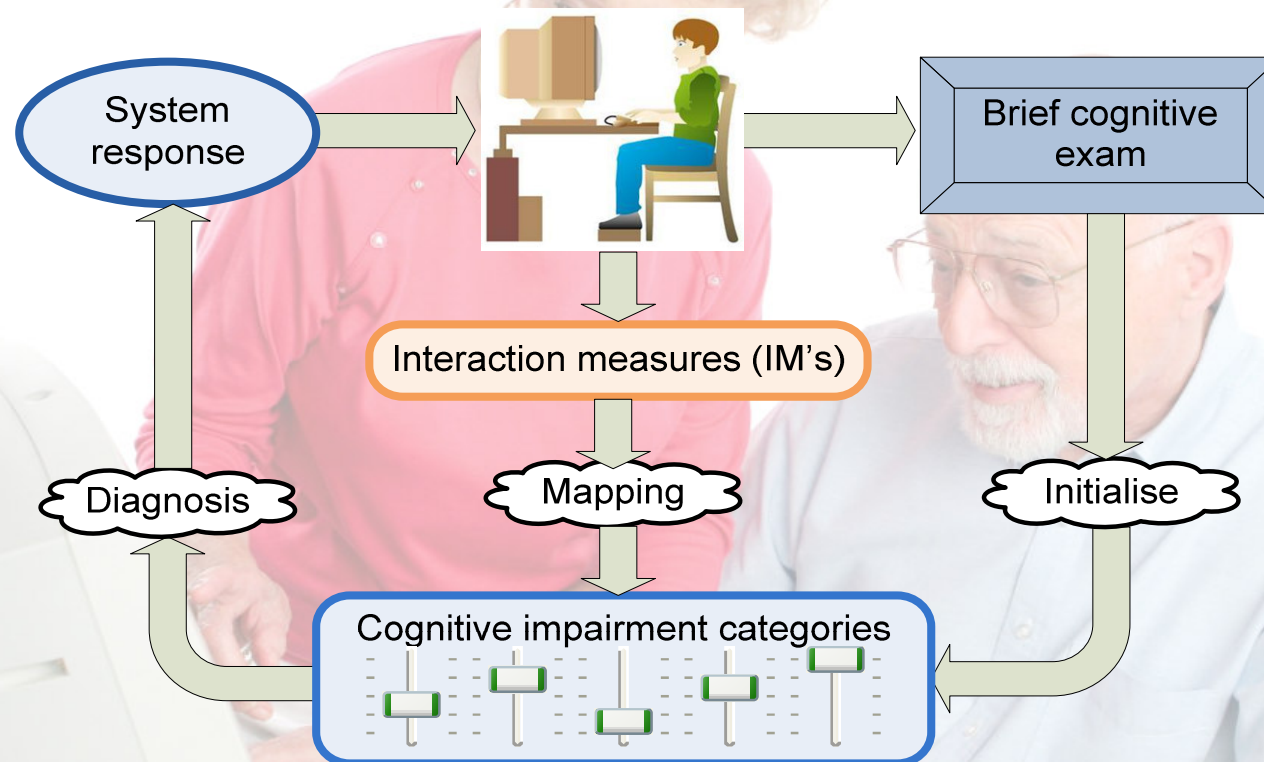 System
response
Brief cognitive
exam
Interaction measures (IM’s)
Diagnosis
Mapping
Initialise
Cognitive impairment categories